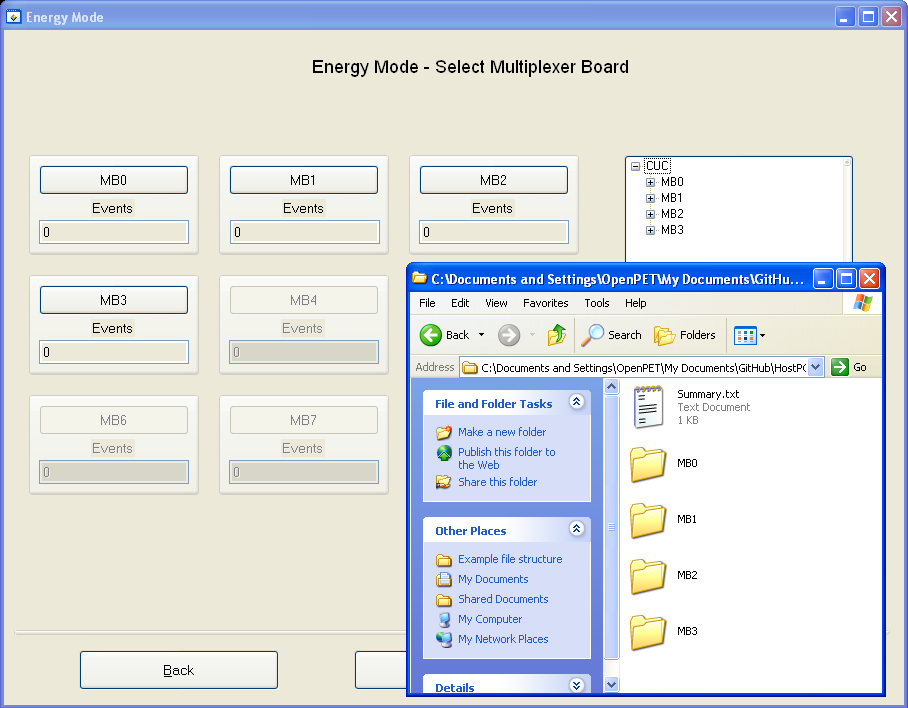 Energy Mode
Energy Mode - Select Multiplexer Board
MB0
Events
0
MB1
Events
0
MB2
Events
0
MB3
Events
0
MB4
Events
0
MB6
Events
0
MB7
Events
0
CUC
MB0
MB1
MB2
MB3
Back
C:\Documents and Settings\OpenPET\My Documents\GitHu...
File Edit View Favorites Tools Help
Back Search Folders
Address C:\Documents and Settings\OpenPET\My Documents\GitHub\HostPC Go
File and Folder Tasks
Make a new folder
Publish this folder to
the Web
Share this folder
Other Places
Example file structure
My Documents
Shared Documents
My Computer
My Network Places
Details
Summary.txt
Text Document
1 KB
MB0
MB1
MB2
MB3